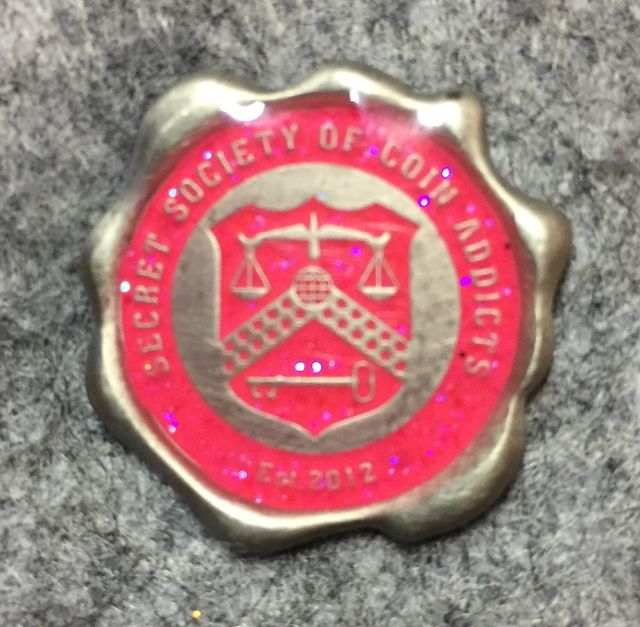 SECRET SOCIETY OF COIN ADDICTS
Est. 2012